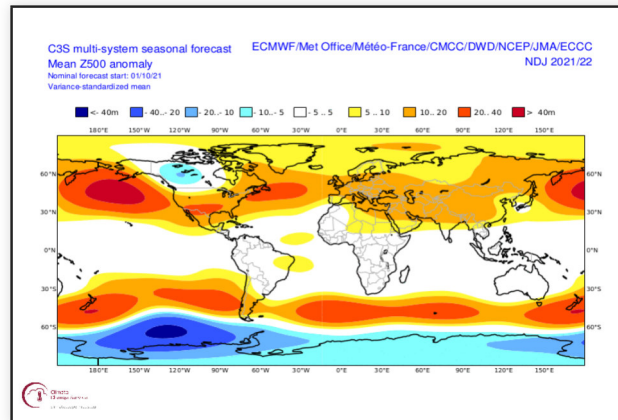 C3S multi-system seasonal forecast
ECMWF/Met Office/Météo-France/CMCC/DWD/NCEP/JMA/ECCC
Mean Z500 anomaly
NDJ 2021/22
Nominal forecast start: 01/10/21
Variance-standardized mean
<- 40m
- 40..- 20
- 20..- 10
- 10..- 5
- 5 .. 5
5 .. 10
10.. 20
20.. 40
> 40m
180°E 150°W 120°W 90°W 60°W 30°W 0°E 30°E 60°E 90°E 120°E 150°E
60°N 60°N
30°N 30°N
0°N 0°N
30°S 30°S
60°S 60°S
180°E 150°W 120°W 90°W 60°W 30°W 0°E 30°E 60°E 90°E 120°E 150°E
Climate
Change Service